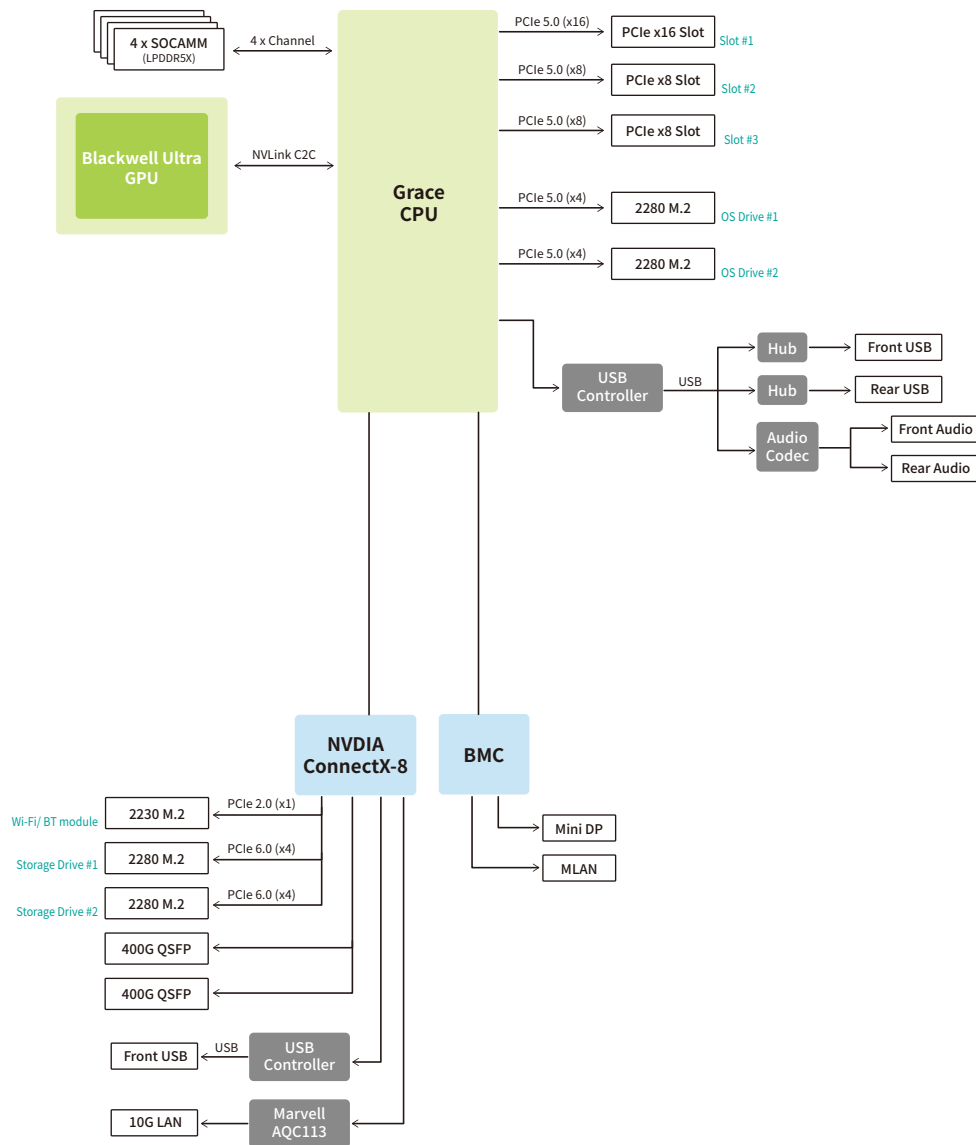 4 x SOCAMM
(LPDDR5X)
4 x Channel
Blackwell Ultra
GPU
NVLink C2C
Grace
CPU
PCIe 5.0 (x16)
PCIe x16 Slot
Slot #1
PCIe 5.0 (x8)
PCIe x8 Slot
Slot #2
PCIe 5.0 (x8)
PCIe x8 Slot
Slot #3
PCIe 5.0 (x4)
2280 M.2
OS Drive #1
PCIe 5.0 (x4)
2280 M.2
OS Drive #2
USB
Controller
USB
Hub
Front USB
Hub
Rear USB
Audio
Codec
Front Audio
Rear Audio
NVDIA
ConnectX-8
BMC
Wi-Fi/ BT module
2230 M.2
PCIe 2.0 (x1)
Storage Drive #1
2280 M.2
PCIe 6.0 (x4)
Storage Drive #2
2280 M.2
PCIe 6.0 (x4)
400G QSFP
400G QSFP
Front USB
USB
USB
Controller
10G LAN
Marvell
AQC113
Mini DP
MLAN